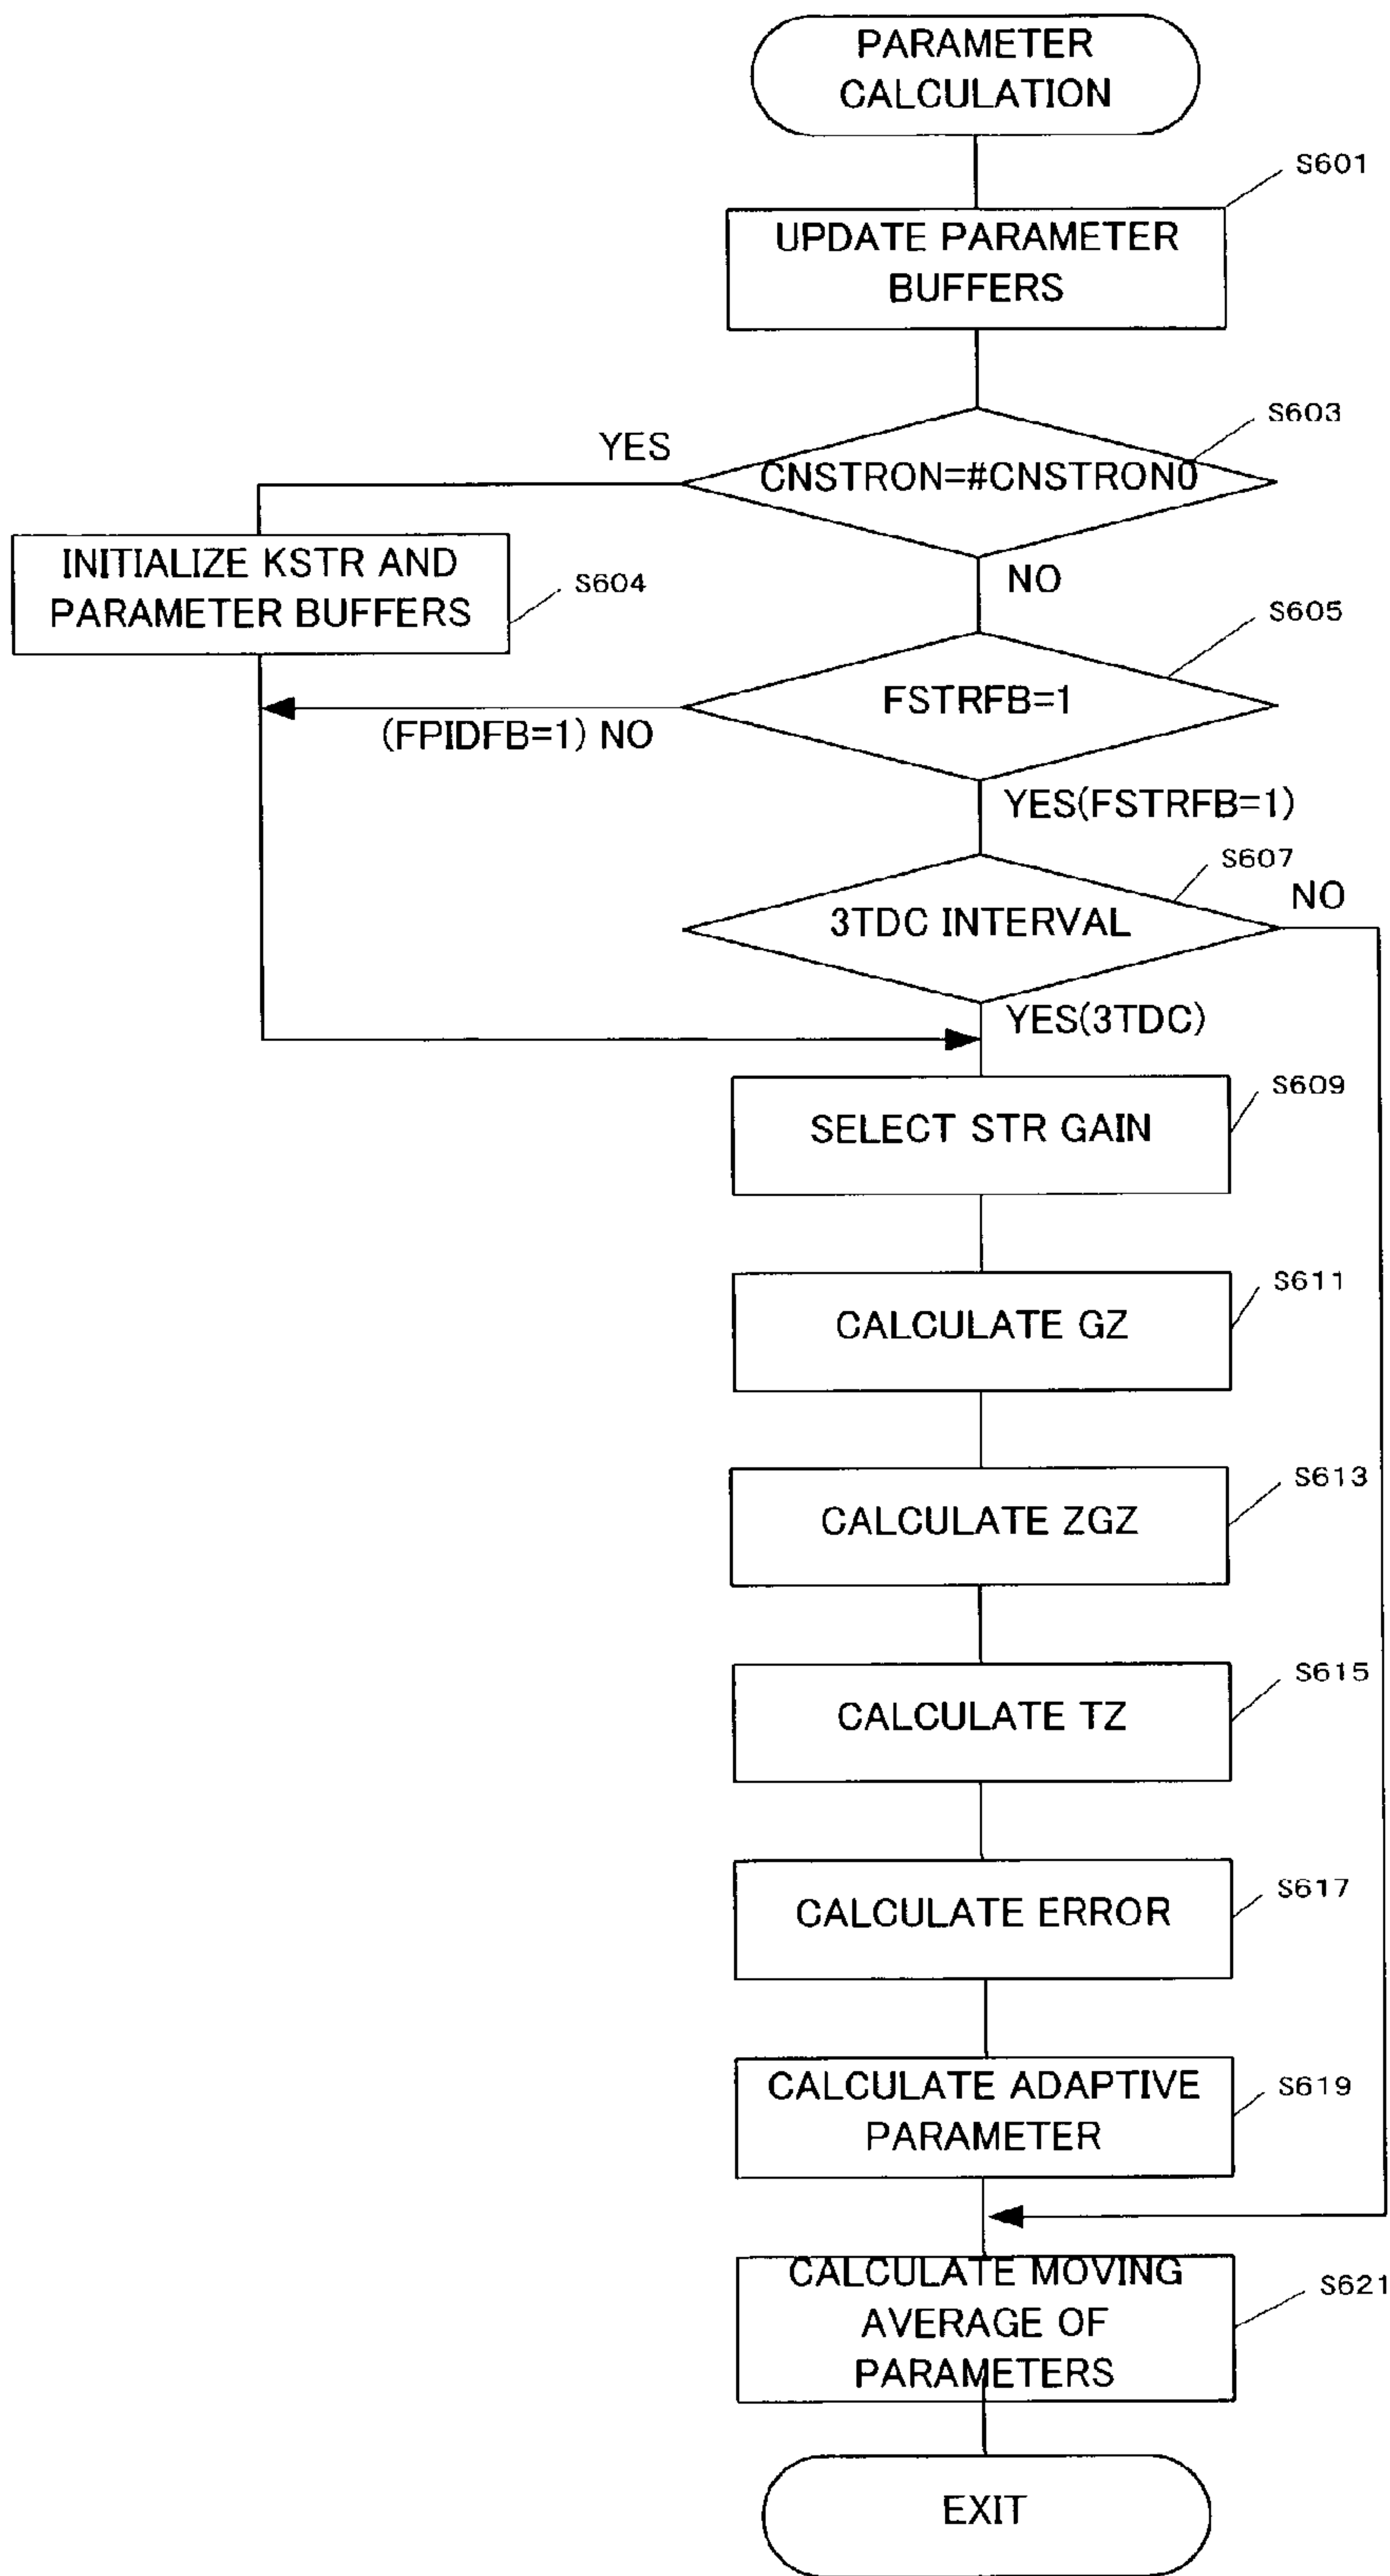 PARAMETER
CALCULATION
S601
UPDATE PARAMETER
BUFFERS
S603
YES
CNSTRON=#CNSTRON0
INITIALIZE KSTR AND
PARAMETER BUFFERS
S604
NO
S605
FSTRFB=1
(FPIDFB=1) NO
YES(FSTRFB=1)
S607
NO
3TDC INTERVAL
YES(3TDC)
S609
SELECT STR GAIN
S611
CALCULATE GZ
S613
CALCULATE ZGZ
S615
CALCULATE TZ
S617
CALCULATE ERROR
S619
CALCULATE ADAPTIVE
PARAMETER
S621
CALCULATE MOVING
AVERAGE OF
PARAMETERS
EXIT